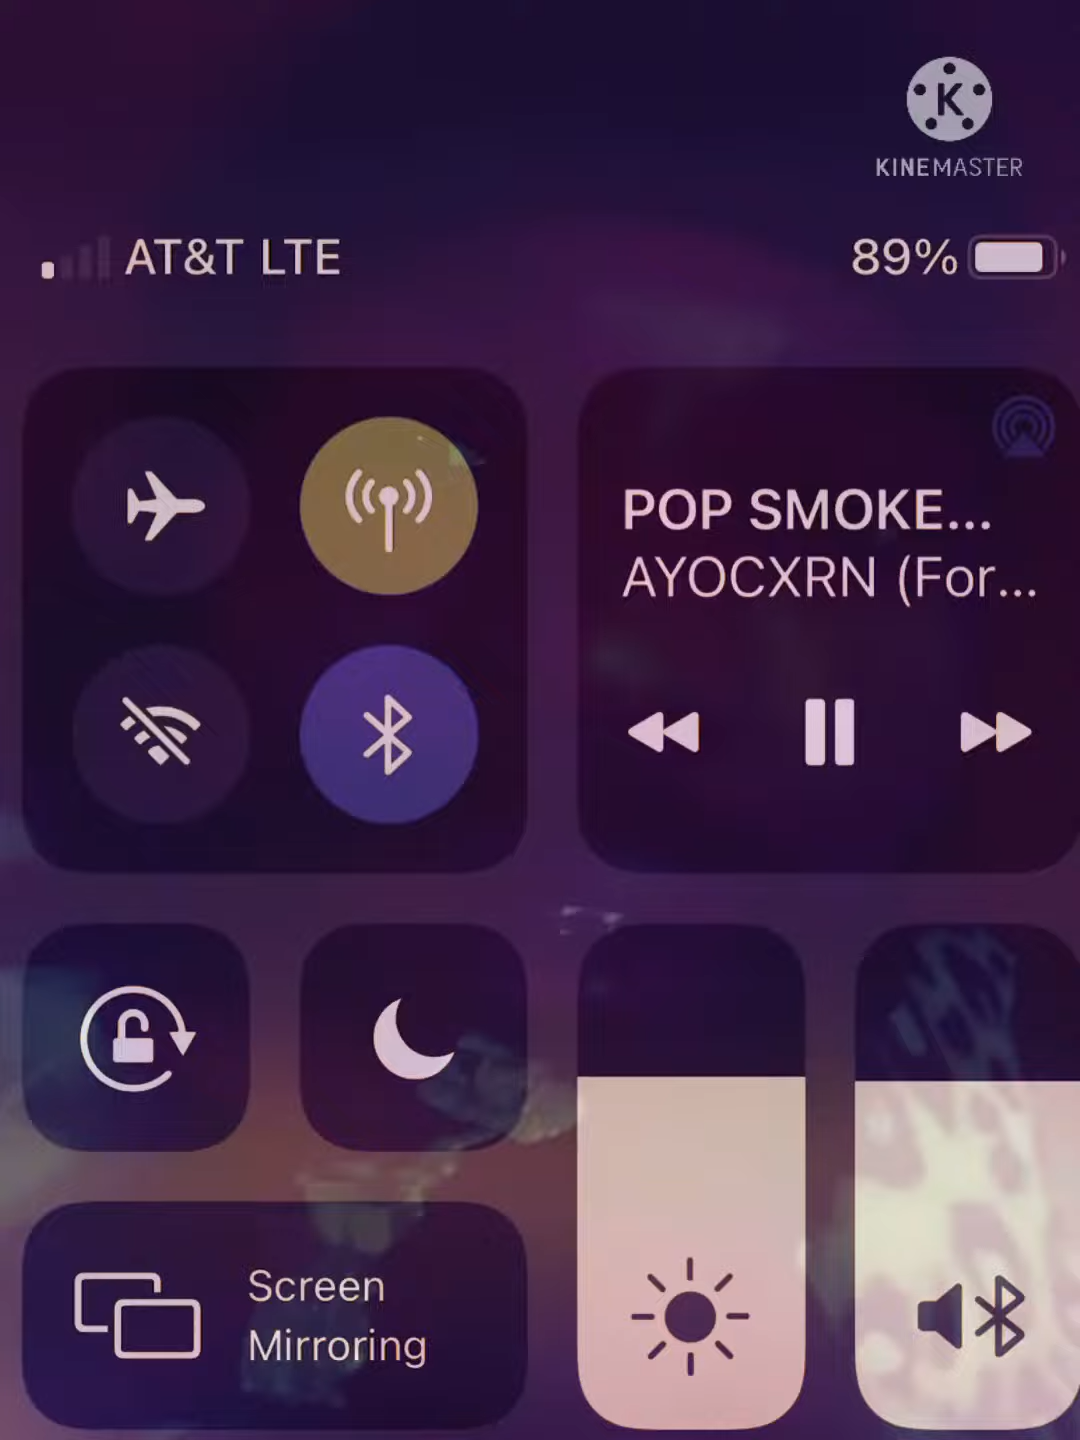 K
KINEMASTER
AT&T LTE
89%
POP SMOKE...
AYOCXRN (For...
Screen
Mirroring